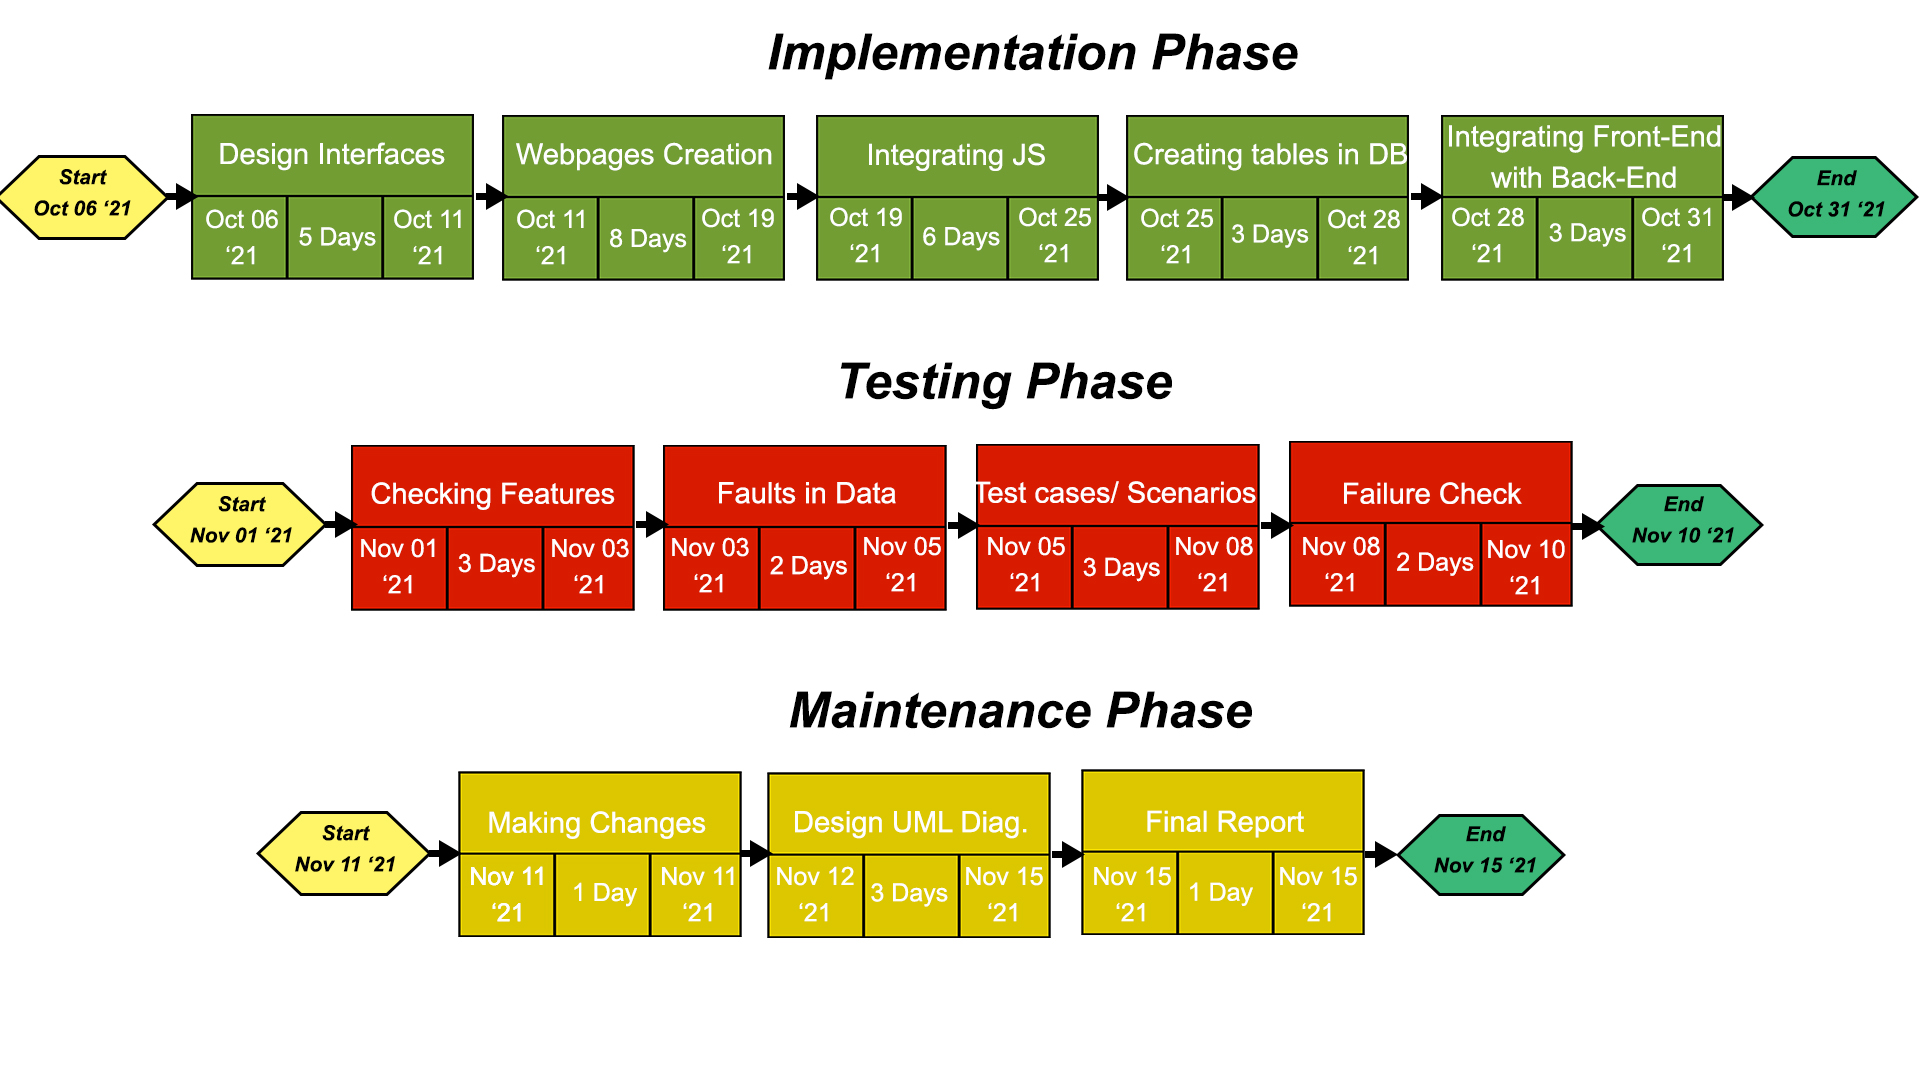 Implementation Phase
Start
Oct 06 ‘21
Design Interfaces
Oct 06
‘21
5 Days
Oct 11
‘21
Webpages Creation
Oct 11
‘21
8 Days
Oct 19
‘21
Integrating JS
Oct 19
‘21
6 Days
Oct 25
‘21
Creating tables in DB
Oct 25
‘21
3 Days
Oct 28
‘21
Integrating Front-End
with Back-End
Oct 28
‘21
3 Days
Oct 31
‘21
End
Oct 31 ‘21
Testing Phase
Start
Nov 01 ‘21
Checking Features
Nov 01
‘21
3 Days
Nov 03
‘21
Faults in Data
Nov 03
‘21
2 Days
Nov 05
‘21
Test cases/ Scenarios
Nov 05
‘21
3 Days
Nov 08
‘21
Failure Check
Nov 08
‘21
2 Days
Nov 10
‘21
End
Nov 10 ‘21
Maintenance Phase
Start
Nov 11 ‘21
Making Changes
Nov 11
‘21
1 Day
Nov 11
‘21
Design UML Diag.
Nov 12
‘21
3 Days
Nov 15
‘21
Final Report
Nov 15
‘21
1 Day
Nov 15
‘21
End
Nov 15 ‘21